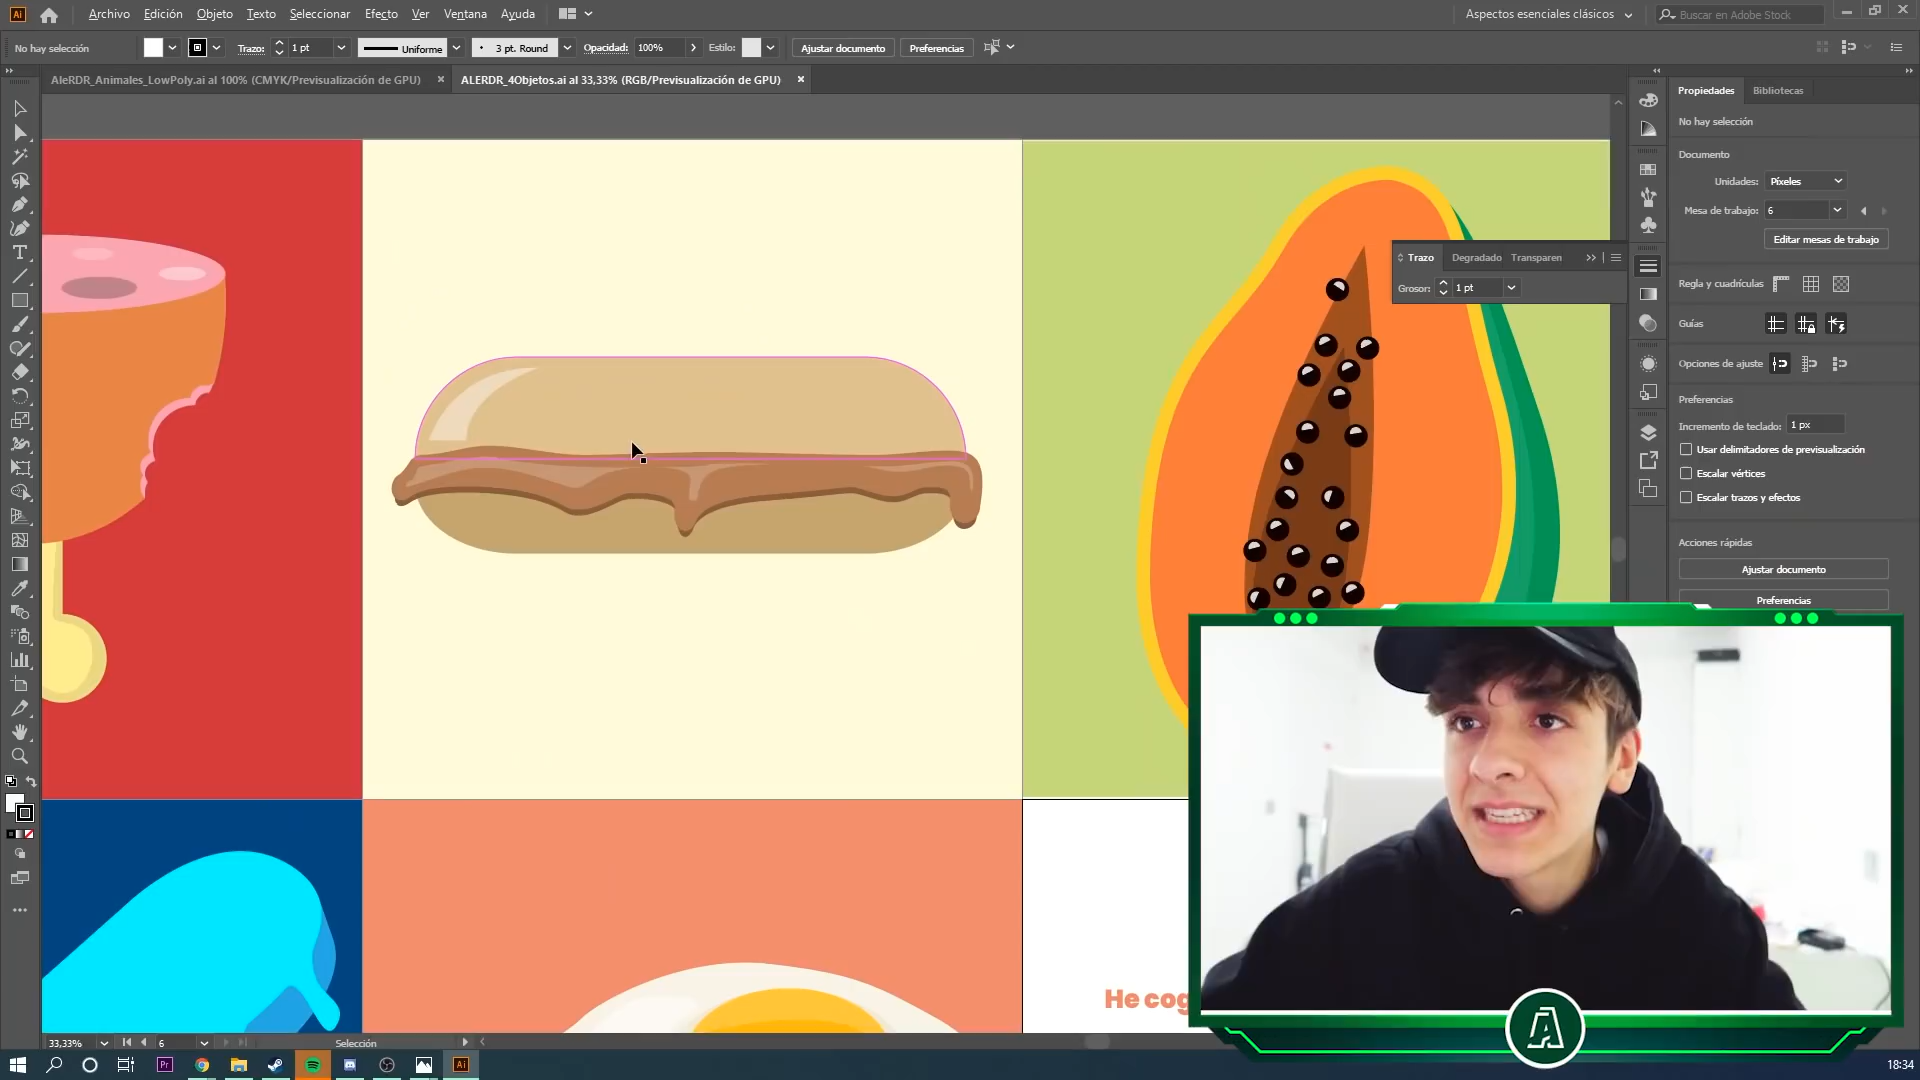 Ai
Archivo Edición Objeto Texto Seleccionar Efecto Ver Ventana Ayuda
Aspectos esenciales clásicos
Buscar en Adobe Stock
No hay selección
Trazo: 1 pt
Uniforme
3 pt. Round
Opacidad: 100%
Estilo:
Ajustar documento
Preferencias
AleRDR_Animales_LowPoly.ai al 100% (CMYK/Previsualización de GPU)
ALERDR_4Objetos.ai al 33,33% (RGB/Previsualización de GPU)
Propiedades Bibliotecas
No hay selección
Documento
Unidades: Píxeles
Mesa de trabajo: 6
Editar mesas de trabajo
Trazo Degradado Transparen
Grosor: 1 pt
Regla y cuadrículas
Guías
Opciones de ajuste
Preferencias
Incremento de teclado: 1 px
Usar delimitadores de previsualización
Escalar vértices
Escalar trazos y efectos
Acciones rápidas
Ajustar documento
Preferencias
He cog
A
33,33% 6 Selección
Pr
Ai
18:34